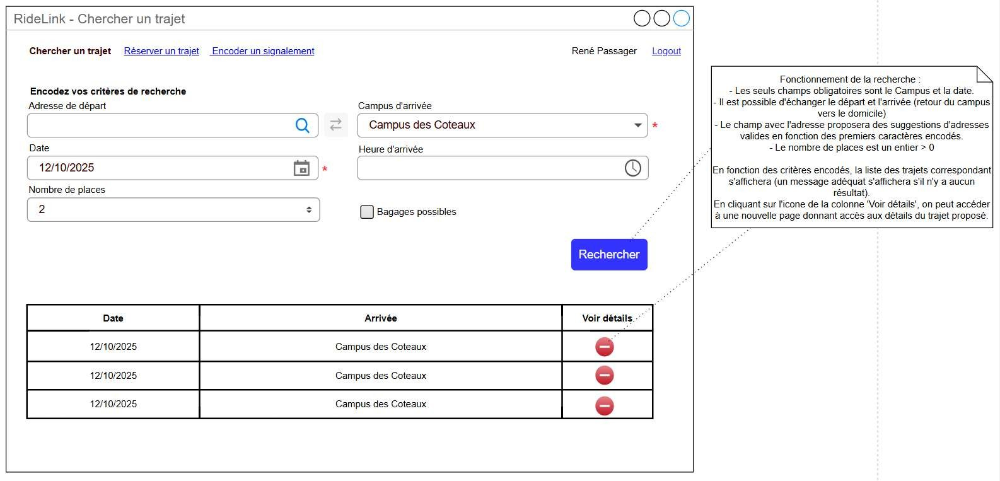 RideLink - Chercher un trajet
Chercher un trajet Réserver un trajet Encoder un signalement René Passager Logout
Encodez vos critères de recherche
Adresse de départ Campus d'arrivée
Campus des Coteaux *
Date Heure d'arrivée
12/10/2025 *
Nombre de places
2 Bagages possibles
Rechercher
Date Arrivée Voir détails
12/10/2025 Campus des Coteaux
12/10/2025 Campus des Coteaux
12/10/2025 Campus des Coteaux
Fonctionnement de la recherche :
- Les seuls champs obligatoires sont le Campus et la date.
- Il est possible d'échanger le départ et l'arrivée (retour du campus
vers le domicile)
- Le champ avec l'adresse proposera des suggestions d'adresses
valides en fonction des premiers caractères encodés.
- Le nombre de places est un entier > 0
En fonction des critères encodés, la liste des trajets correspondant
s'affichera (un message adéquat s'affichera s'il n'y a aucun
résultat).
En cliquant sur l'icone de la colonne 'Voir détails', on peut accéder
à une nouvelle page donnant accès aux détails du trajet proposé.